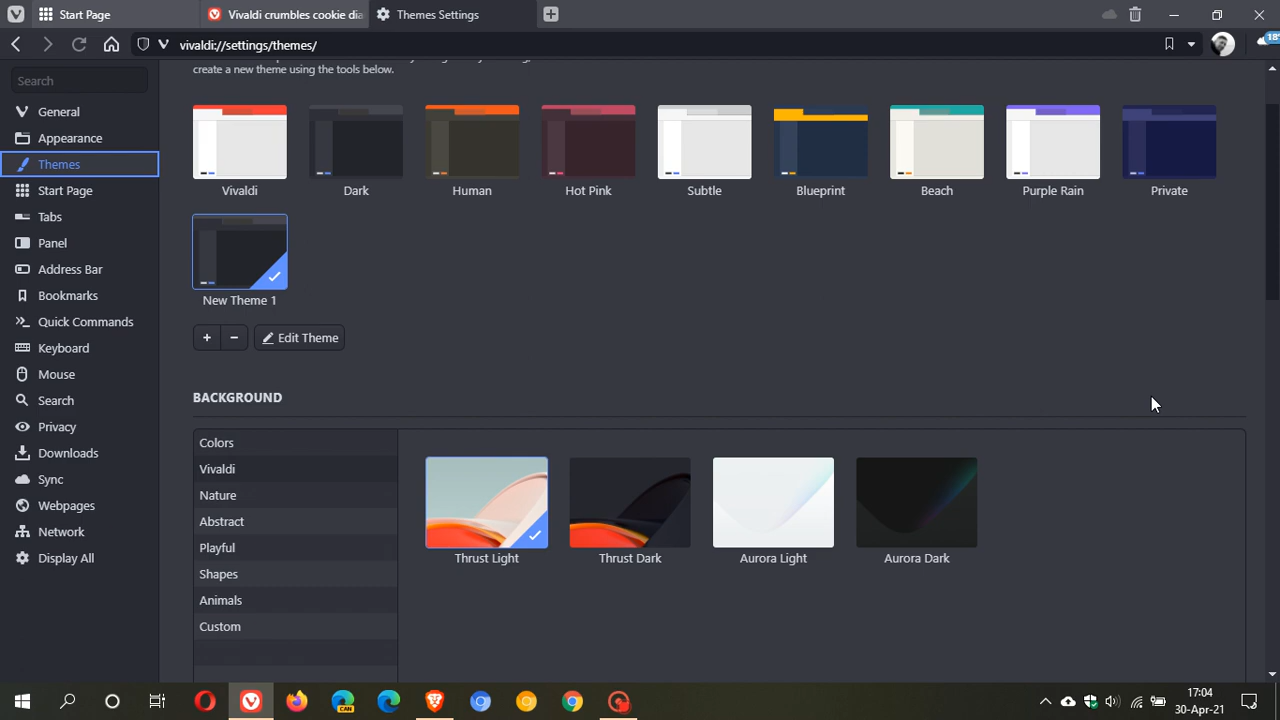 Start Page
Vivaldi crumbles cookie dia
Themes Settings
vivaldi://settings/themes/
18°
Search
create a new theme using the tools below.
General
Appearance
Themes
Start Page
Tabs
Panel
Address Bar
Bookmarks
Quick Commands
Keyboard
Mouse
Search
Privacy
Downloads
Sync
Webpages
Network
Display All
Vivaldi
Dark
Human
Hot Pink
Subtle
Blueprint
Beach
Purple Rain
Private
New Theme 1
+
−
Edit Theme
BACKGROUND
Colors
Vivaldi
Nature
Abstract
Playful
Shapes
Animals
Custom
Thrust Light
Thrust Dark
Aurora Light
Aurora Dark
CAN
17:04
30-Apr-21